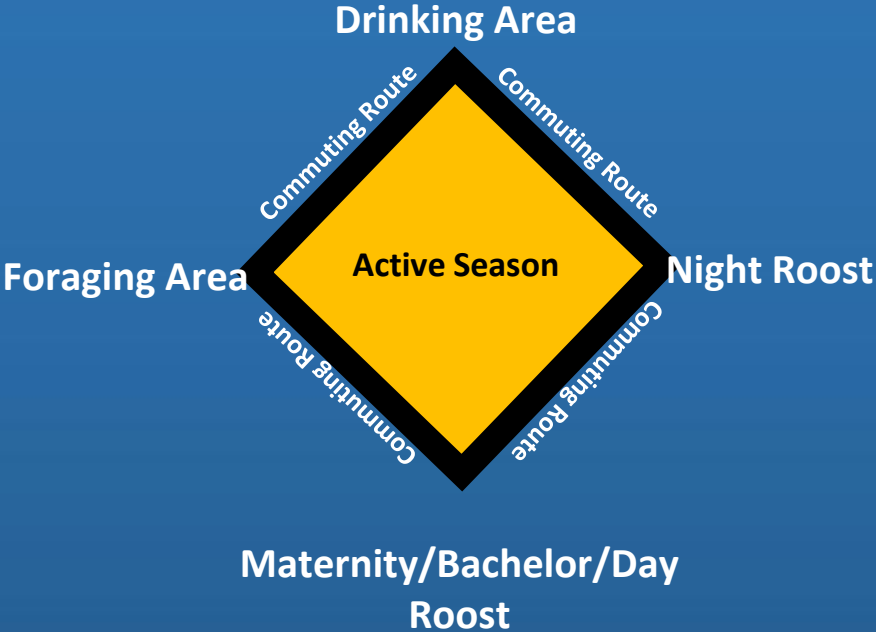 Drinking Area
Commuting Route
Commuting Route
Foraging Area
Active Season
Night Roost
Commuting Route
Commuting Route
Maternity/Bachelor/Day
Roost